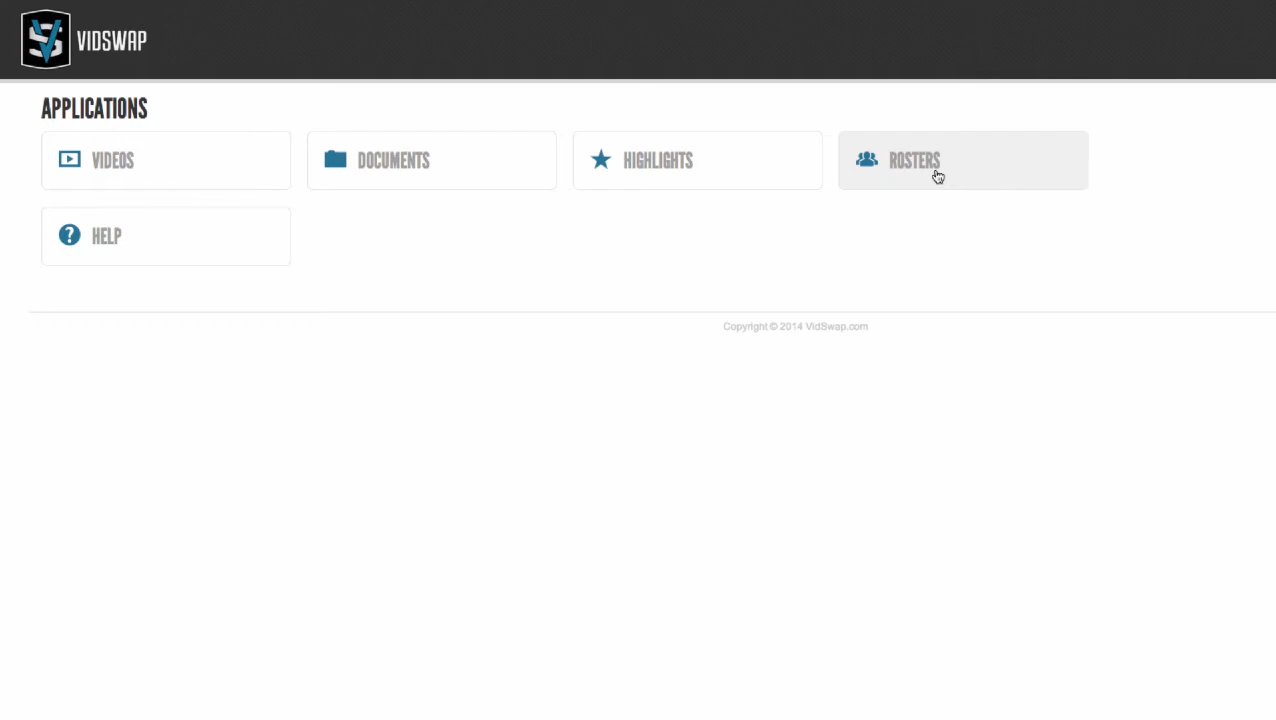 VIDSWAP
APPLICATIONS
VIDEOS
DOCUMENTS
HIGHLIGHTS
ROSTERS
HELP
Copyright © 2014 VidSwap.com